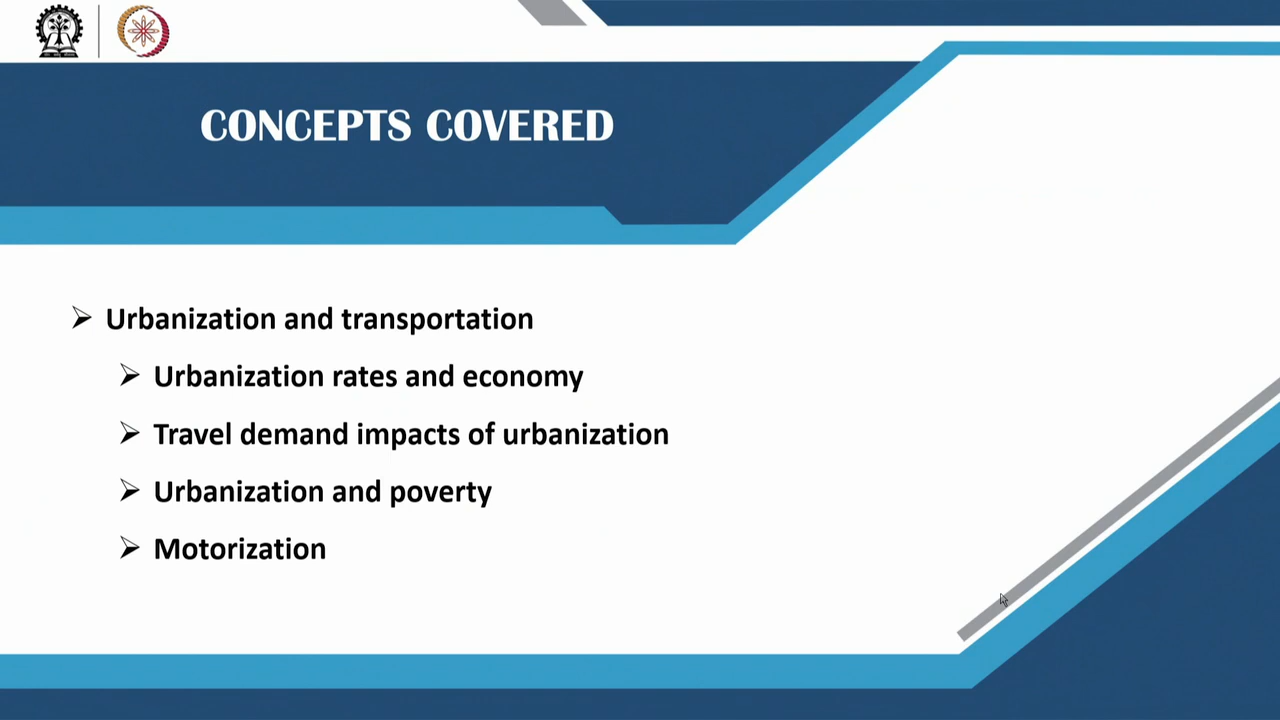 CONCEPTS COVERED
Urbanization and transportation
Urbanization rates and economy
Travel demand impacts of urbanization
Urbanization and poverty
Motorization